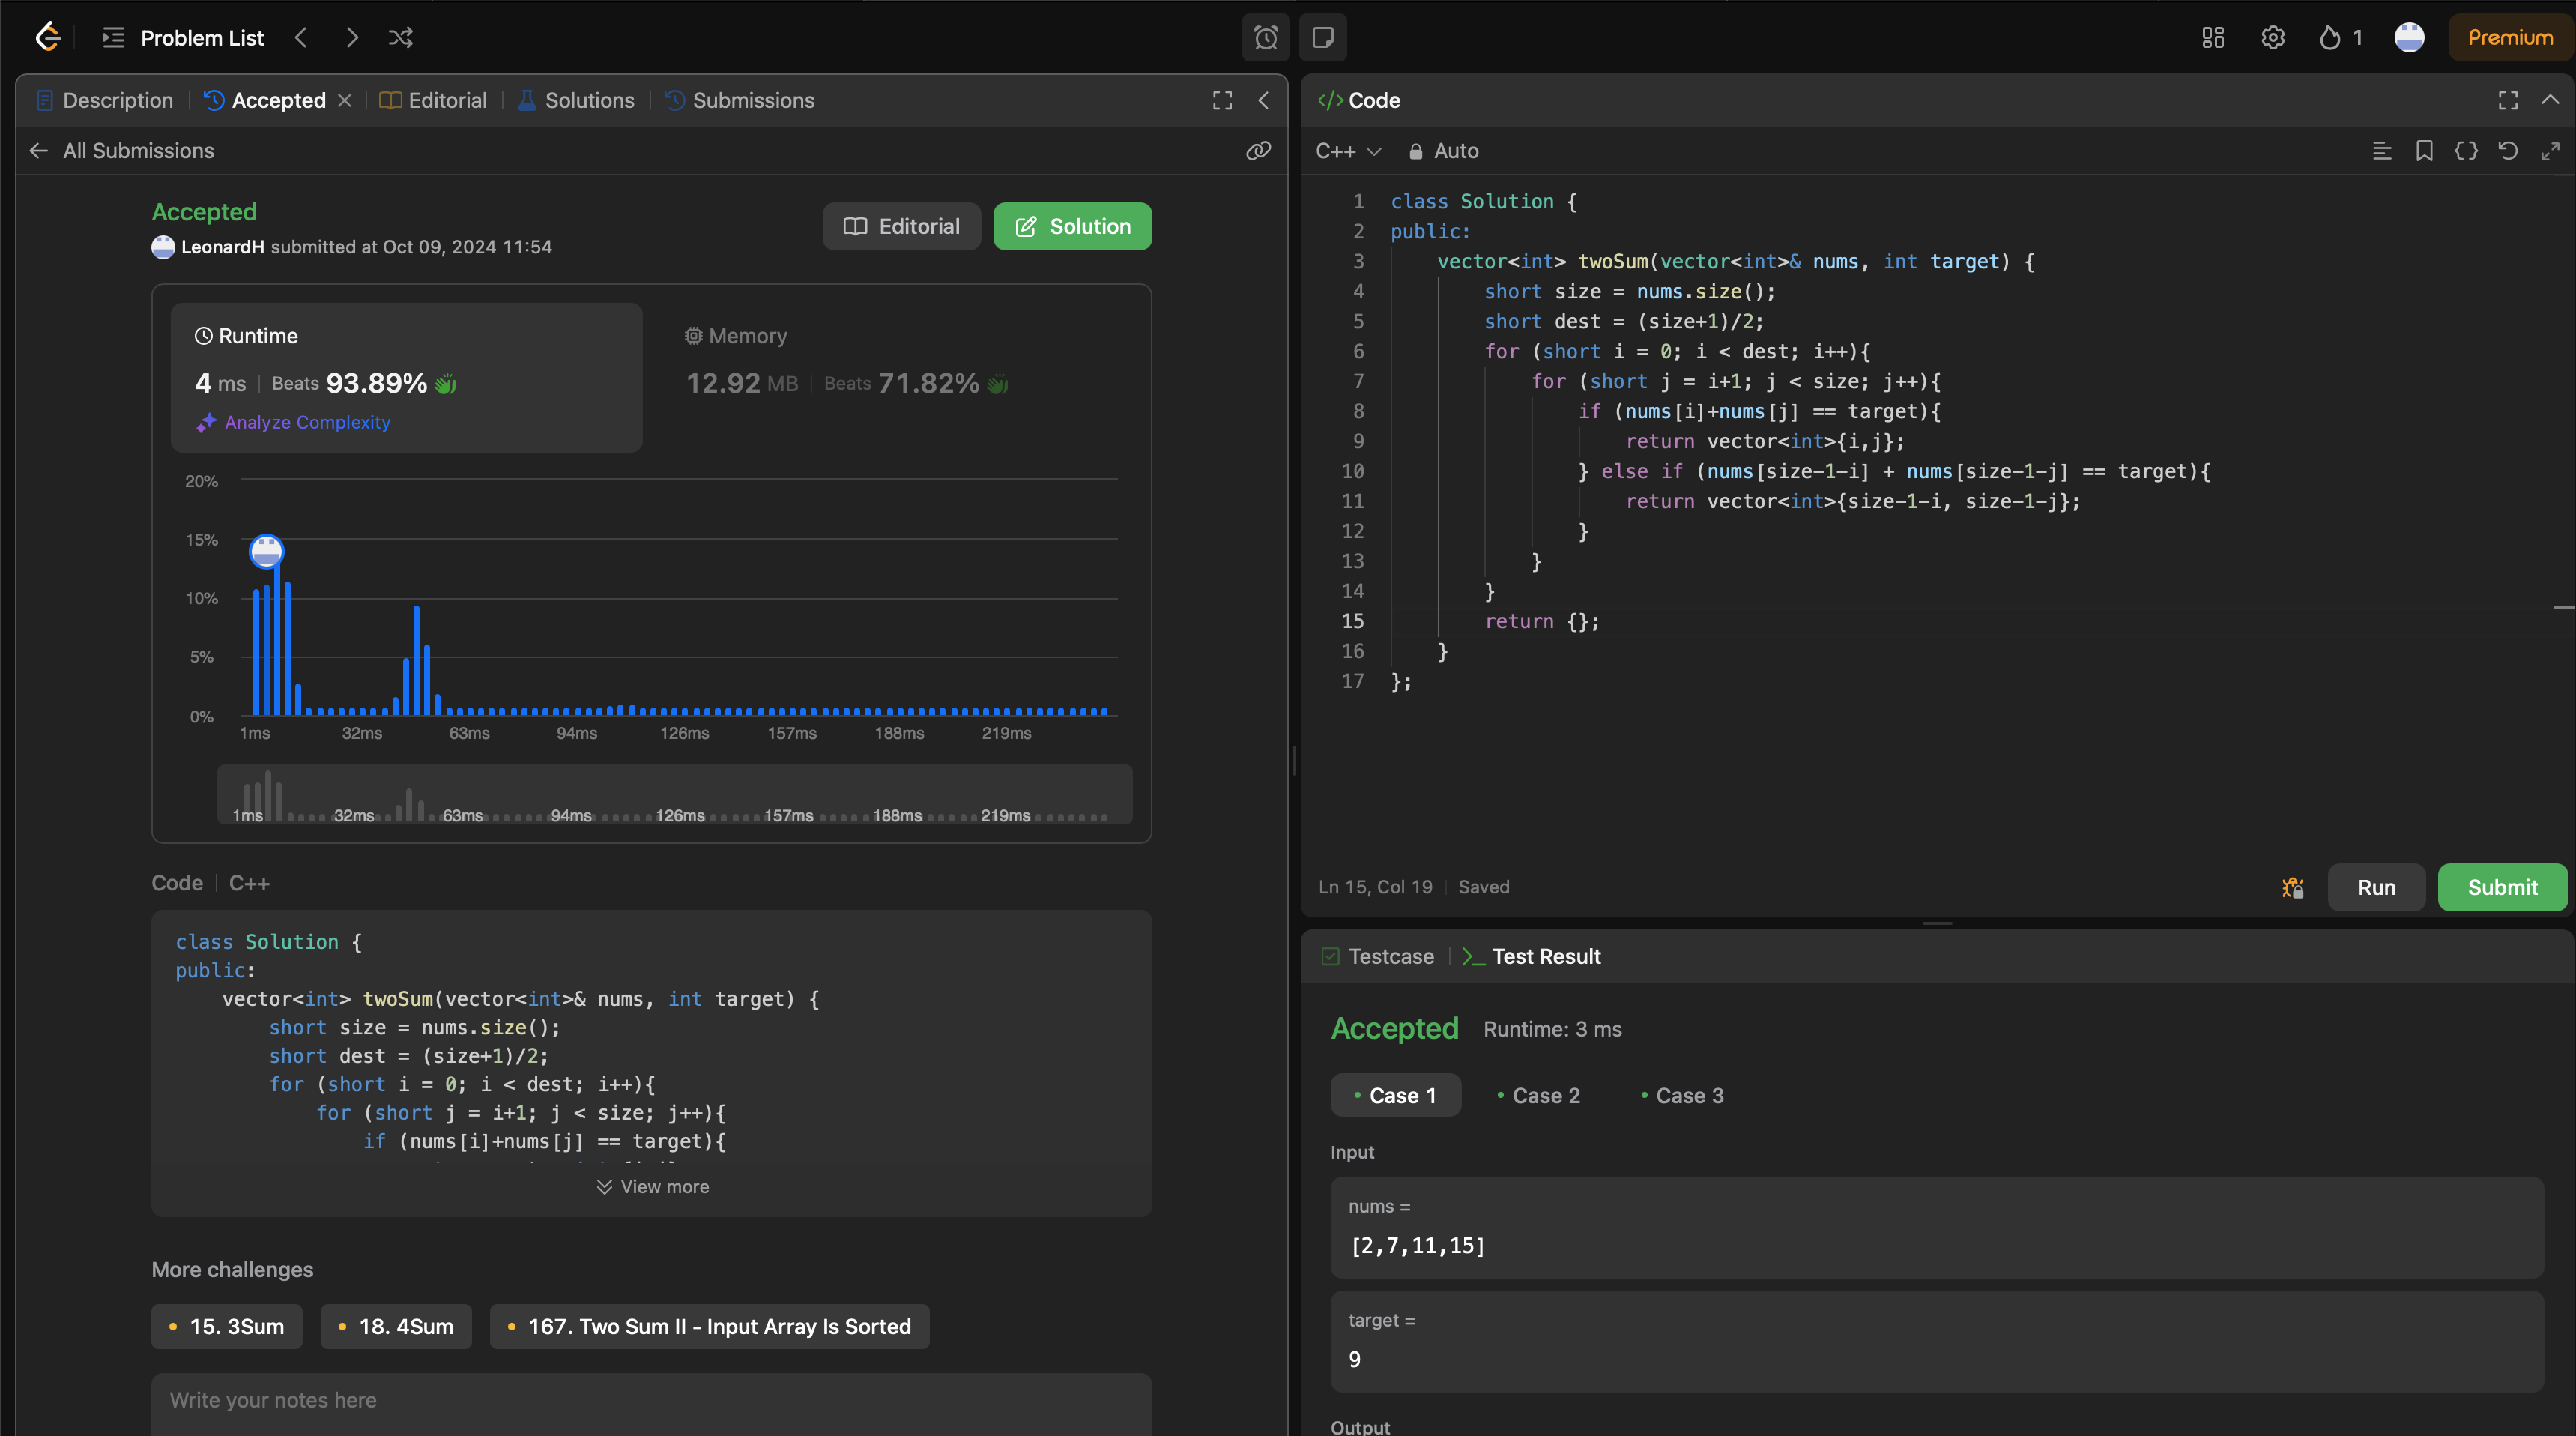 Problem List
1
Premium
Description
Accepted
Editorial
Solutions
Submissions
All Submissions
Accepted
LeonardH submitted at Oct 09, 2024 11:54
Editorial
Solution
Runtime
4 ms | Beats 93.89%
Analyze Complexity
Memory
12.92 MB | Beats 71.82%
20%
15%
10%
5%
0%
1ms 32ms 63ms 94ms 126ms 157ms 188ms 219ms
1ms 32ms 63ms 94ms 126ms 157ms 188ms 219ms
Code | C++
class Solution {
public:
    vector<int> twoSum(vector<int>& nums, int target) {
        short size = nums.size();
        short dest = (size+1)/2;
        for (short i = 0; i < dest; i++){
            for (short j = i+1; j < size; j++){
                if (nums[i]+nums[j] == target){
View more
More challenges
15. 3Sum
18. 4Sum
167. Two Sum II - Input Array Is Sorted
Write your notes here
</> Code
C++
Auto
1 class Solution {
2 public:
3     vector<int> twoSum(vector<int>& nums, int target) {
4         short size = nums.size();
5         short dest = (size+1)/2;
6         for (short i = 0; i < dest; i++){
7             for (short j = i+1; j < size; j++){
8                 if (nums[i]+nums[j] == target){
9                     return vector<int>{i,j};
10                 } else if (nums[size-1-i] + nums[size-1-j] == target){
11                     return vector<int>{size-1-i, size-1-j};
12                 }
13             }
14         }
15         return {};
16     }
17 };
Ln 15, Col 19 | Saved
Run
Submit
Testcase
Test Result
Accepted
Runtime: 3 ms
Case 1
Case 2
Case 3
Input
nums =
[2,7,11,15]
target =
9
Output